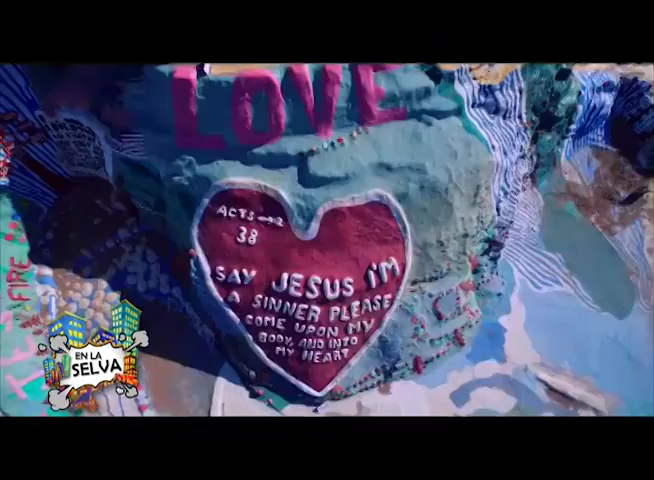 LOVE
ACTS→2
38
SAY JESUS I'M
A SINNER PLEASE
COME UPON MY
BODY AND INTO
MY HEART
FIRE
EN LA
SELVA